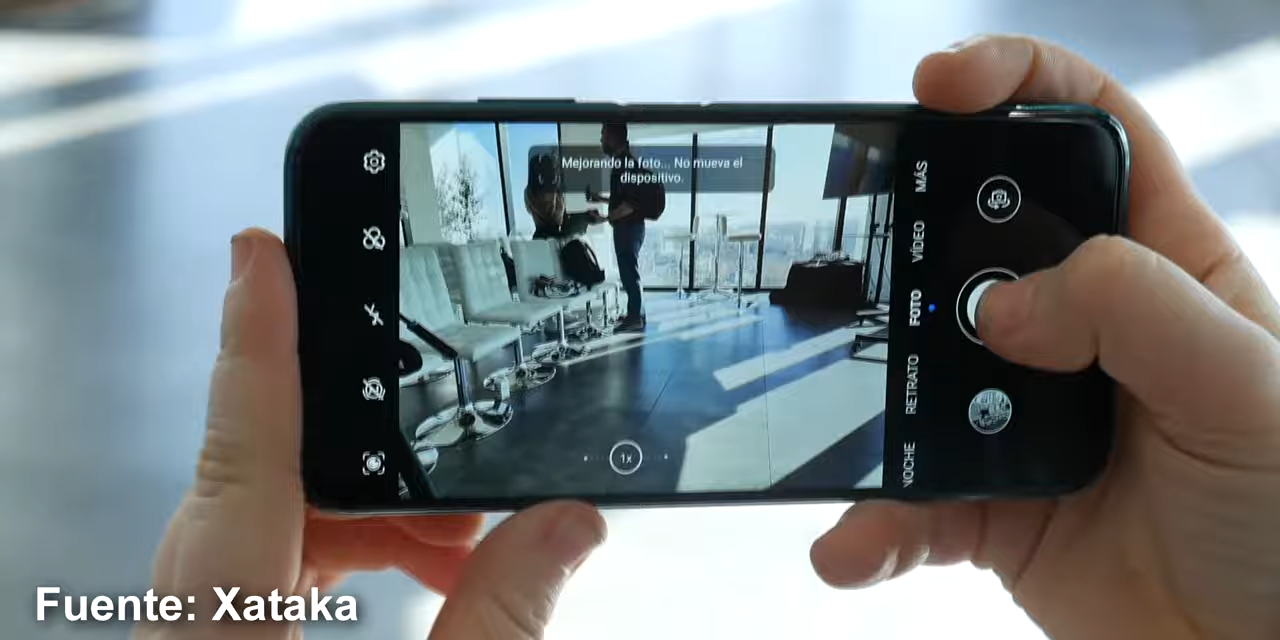 Mejorando la foto... No mueva el
dispositivo.
MÁS
VÍDEO
FOTO
RETRATO
NOCHE
1x
Fuente: Xataka